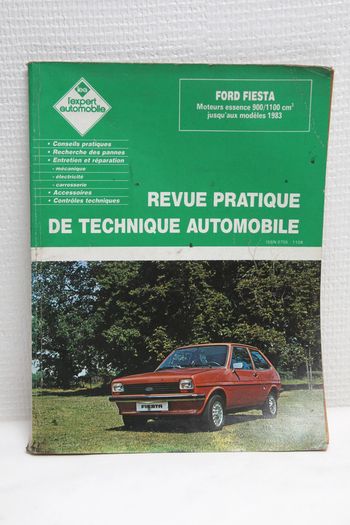 lea
l'expert
automobile
FORD FIESTA
Moteurs essence 900/1100 cm³
jusqu'aux modèles 1983
• Conseils pratiques
• Recherche des pannes
• Entretien et réparation
- mécanique
- électricité
- carrosserie
• Accessoires
• Contrôles techniques
REVUE PRATIQUE
DE TECHNIQUE AUTOMOBILE
FIESTA